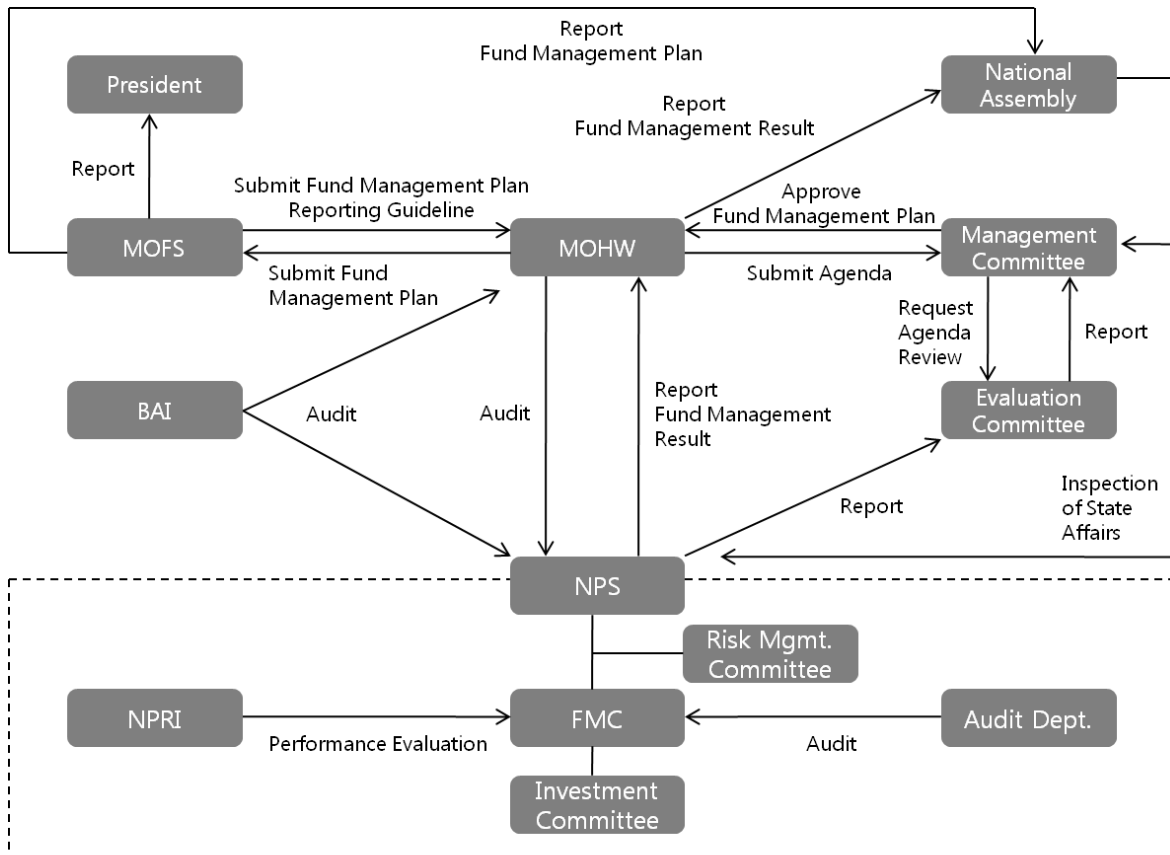 Report
Fund Management Plan
President
National
Assembly
Report
Fund Management Result
Report
Submit Fund Management Plan
Reporting Guideline
Approve
Fund Management Plan
MOFS
MOHW
Management
Committee
Submit Fund
Management Plan
Submit Agenda
Request
Agenda
Review
Report
BAI
Audit
Audit
Report
Fund Management
Result
Evaluation
Committee
Report
Inspection
of State
Affairs
NPS
Risk Mgmt.
Committee
NPRI
FMC
Audit Dept.
Performance Evaluation
Audit
Investment
Committee